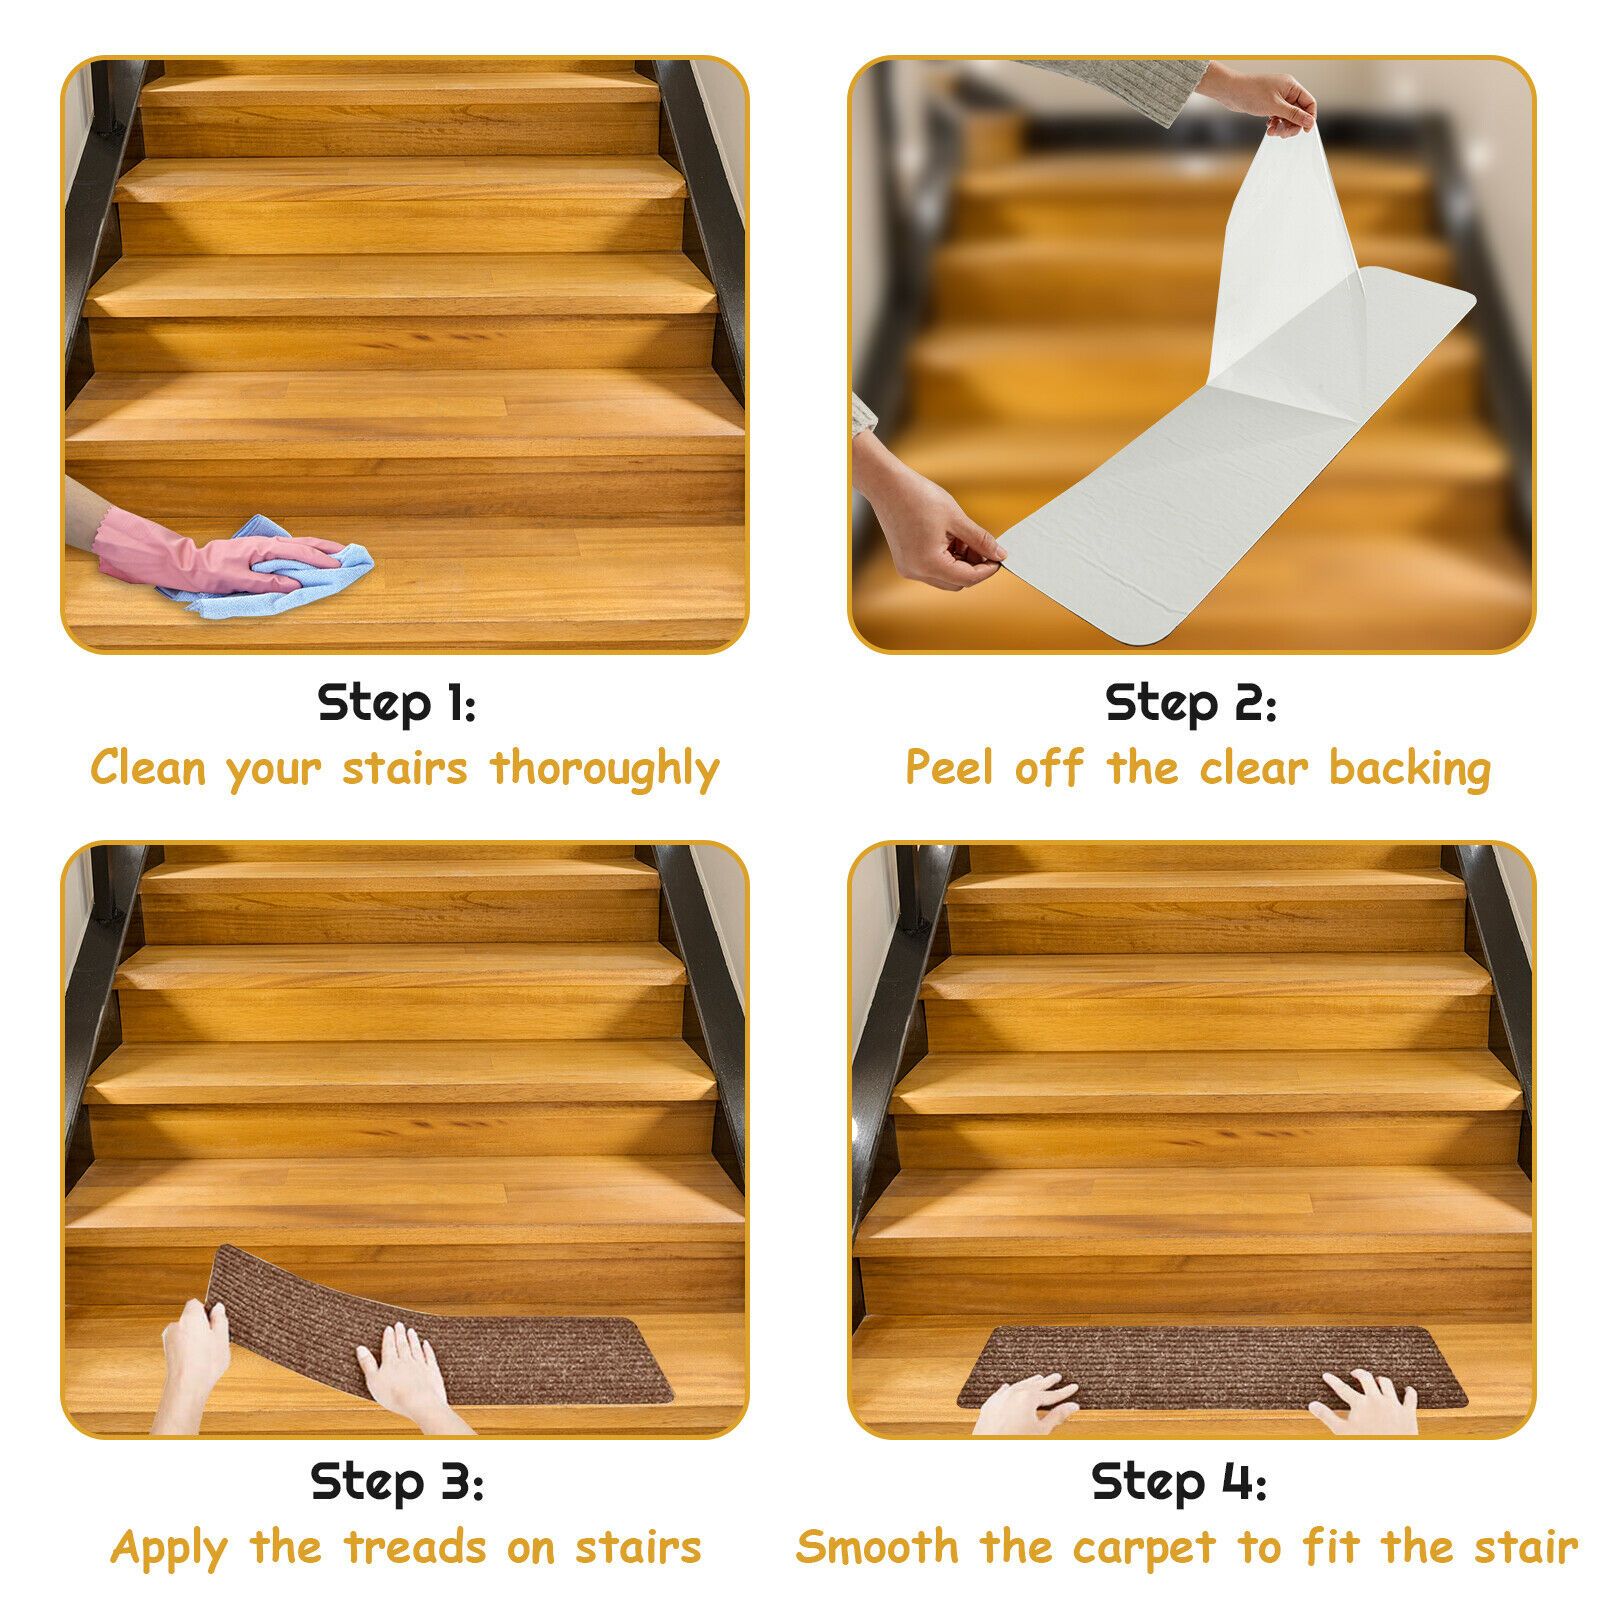 Step 1:
Clean your stairs thoroughly
Step 2:
Peel off the clear backing
Step 3:
Apply the treads on stairs
Step 4:
Smooth the carpet to fit the stair